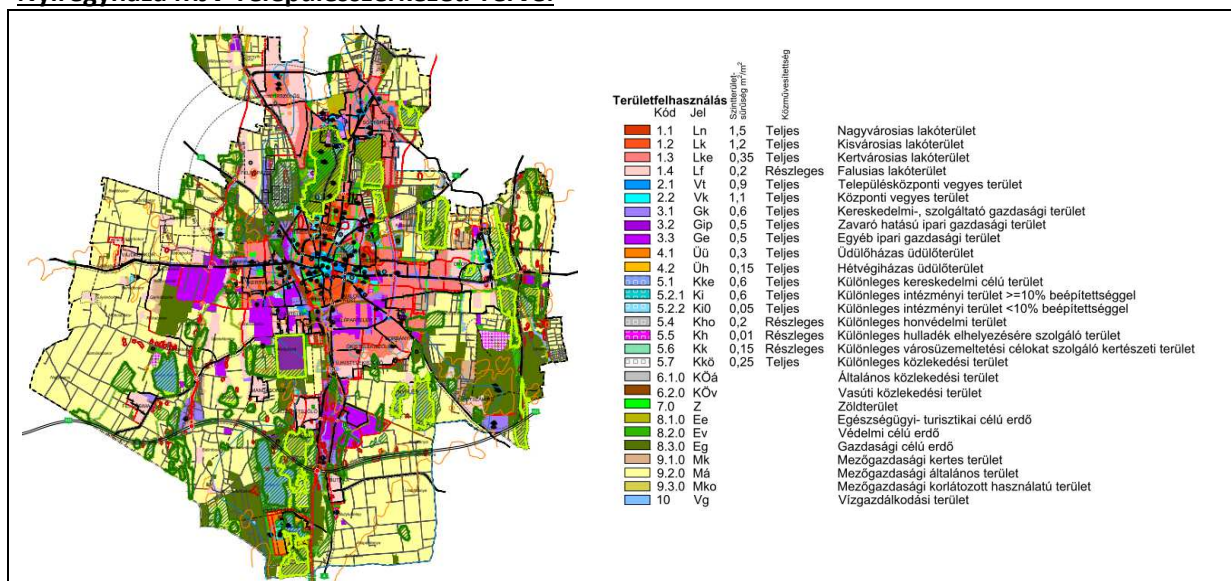 Nyíregyháza MJV Településszerkezeti Terve:
Területfelhasználás
Kód Jel Szintterület-sűrűség m²/m² Közművesítettség
1.1 Ln 1,5 Teljes Nagyvárosias lakóterület
1.2 Lk 1,2 Teljes Kisvárosias lakóterület
1.3 Lke 0,35 Teljes Kertvárosias lakóterület
1.4 Lf 0,2 Részleges Falusias lakóterület
2.1 Vt 0,9 Teljes Településközponti vegyes terület
2.2 Vk 1,1 Teljes Központi vegyes terület
3.1 Gk 0,6 Teljes Kereskedelmi-, szolgáltató gazdasági terület
3.2 Gip 0,5 Teljes Zavaró hatású ipari gazdasági terület
3.3 Ge 0,5 Teljes Egyéb ipari gazdasági terület
4.1 Üü 0,3 Teljes Üdülőházas üdülőterület
4.2 Üh 0,15 Teljes Hétvégiházas üdülőterület
5.1 Kke 0,6 Teljes Különleges kereskedelmi célú terület
5.2.1 Ki 0,6 Teljes Különleges intézményi terület >=10% beépítettséggel
5.2.2 Ki0 0,05 Teljes Különleges intézményi terület <10% beépítettséggel
5.4 Kho 0,2 Részleges Különleges honvédelmi terület
5.5 Kh 0,01 Részleges Különleges hulladék elhelyezésére szolgáló terület
5.6 Kk 0,15 Részleges Különleges városüzemeltetési célokat szolgáló kertészeti terület
5.7 Kkö 0,25 Teljes Különleges közlekedési terület
6.1.0 KÖá Általános közlekedési terület
6.2.0 KÖv Vasúti közlekedési terület
7.0 Z Zöldterület
8.1.0 Ee Egészségügyi- turisztikai célú erdő
8.2.0 Ev Védelmi célú erdő
8.3.0 Eg Gazdasági célú erdő
9.1.0 Mk Mezőgazdasági kertes terület
9.2.0 Má Mezőgazdasági általános terület
9.3.0 Mko Mezőgazdasági korlátozott használatú terület
10 Vg Vízgazdálkodási terület